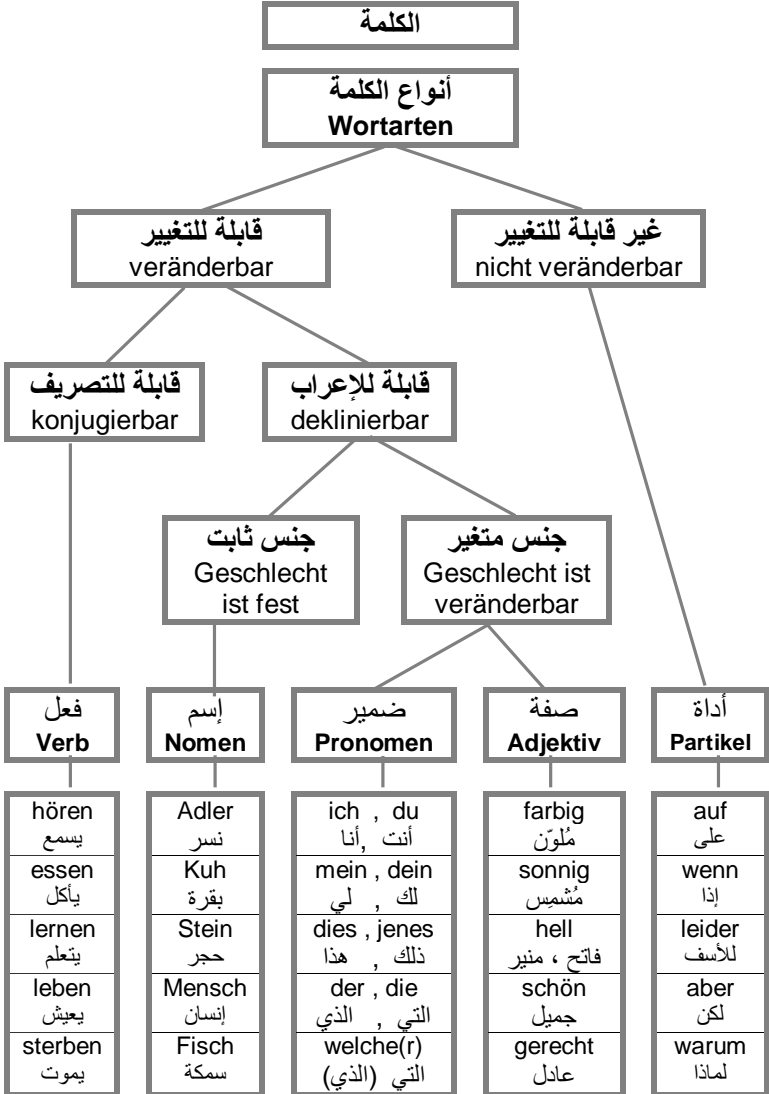 الكلمة
أنواع الكلمة
Wortarten
قابلة للتغيير
veränderbar
غير قابلة للتغيير
nicht veränderbar
قابلة للتصريف
konjugierbar
قابلة للإعراب
deklinierbar
جنس ثابت
Geschlecht
ist fest
جنس متغير
Geschlecht ist
veränderbar
فعل
Verb
إسم
Nomen
ضمير
Pronomen
صفة
Adjektiv
أداة
Partikel
hören
يسمع
essen
يأكل
lernen
يتعلم
leben
يعيش
sterben
يموت
Adler
نسر
Kuh
بقرة
Stein
حجر
Mensch
إنسان
Fisch
سمكة
ich , du
أنت ,أنا
mein , dein
لك , لي
dies , jenes
ذلك , هذا
der , die
التي , الذي
welche(r)
التي (الذي)
farbig
مُلوّن
sonnig
مُشمِس
hell
فاتح ، منير
schön
جميل
gerecht
عادل
auf
على
wenn
إذا
leider
للأسف
aber
لكن
warum
لماذا